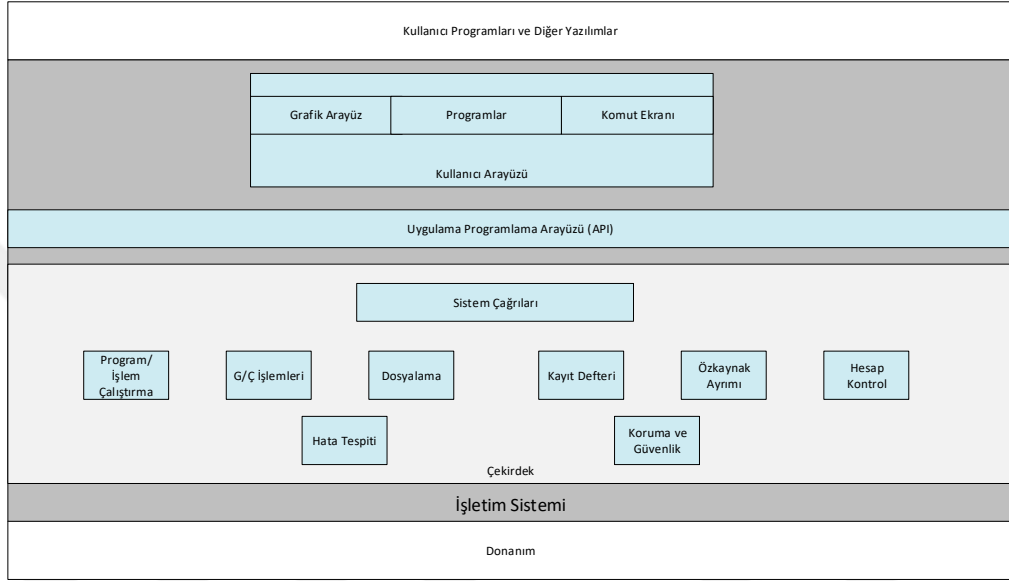 Kullanıcı Programları ve Diğer Yazılımlar
Grafik Arayüz
Programlar
Komut Ekranı
Kullanıcı Arayüzü
Uygulama Programlama Arayüzü (API)
Sistem Çağrıları
Program/
İşlem
Çalıştırma
G/Ç İşlemleri
Dosyalama
Kayıt Defteri
Özkaynak
Ayrımı
Hesap
Kontrol
Hata Tespiti
Koruma ve
Güvenlik
Çekirdek
İşletim Sistemi
Donanım